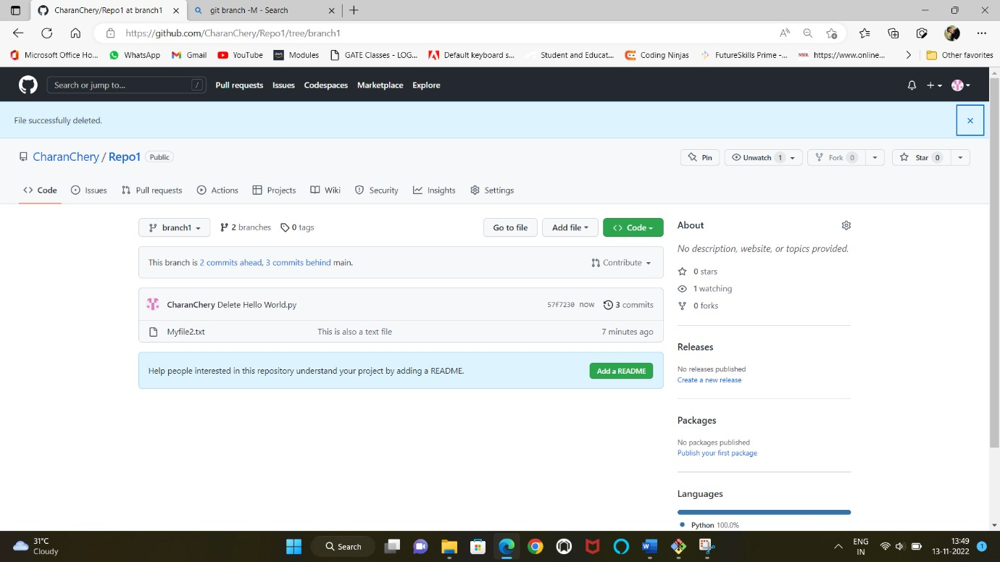 CharanChery/Repo1 at branch1
git branch -M - Search
https://github.com/CharanChery/Repo1/tree/branch1
Microsoft Office Ho...
WhatsApp
Gmail
YouTube
Modules
GATE Classes - LOG...
Default keyboard s...
Student and Educat...
Coding Ninjas
FutureSkills Prime -...
https://www.online...
Other favorites
Search or jump to...
/
Pull requests
Issues
Codespaces
Marketplace
Explore
File successfully deleted.
CharanChery / Repo1 Public
Pin
Unwatch 1
Fork 0
Star 0
Code
Issues
Pull requests
Actions
Projects
Wiki
Security
Insights
Settings
branch1
2 branches
0 tags
Go to file
Add file
Code
This branch is 2 commits ahead, 3 commits behind main.
Contribute
CharanChery Delete Hello World.py
57f7230 now
3 commits
Myfile2.txt
This is also a text file
7 minutes ago
Help people interested in this repository understand your project by adding a README.
Add a README
About
No description, website, or topics provided.
0 stars
1 watching
0 forks
Releases
No releases published
Create a new release
Packages
No packages published
Publish your first package
Languages
Python 100.0%
31°C
Cloudy
Search
ENG
IN
13:49
13-11-2022
1